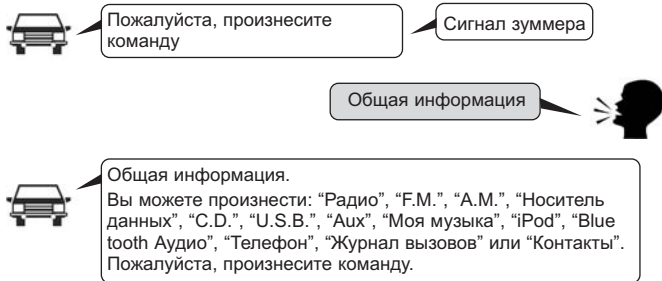 Пожалуйста, произнесите
команду
Сигнал зуммера
Общая информация
Общая информация.
Вы можете произнести: “Радио”, “F.M.”, “A.M.”, “Носитель
данных”, “C.D.”, “U.S.B.”, “Aux”, “Моя музыка”, “iPod”, “Blue
tooth Аудио”, “Телефон”, “Журнал вызовов” или “Контакты”.
Пожалуйста, произнесите команду.